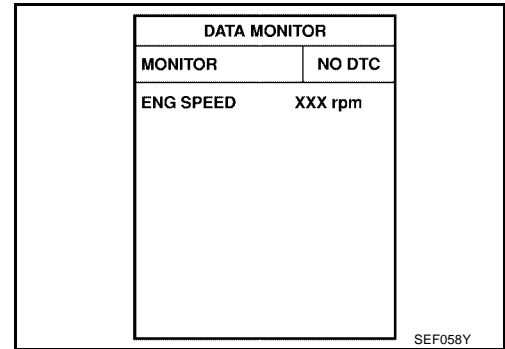 DATA MONITOR
MONITOR NO DTC
ENG SPEED XXX rpm
SEF058Y